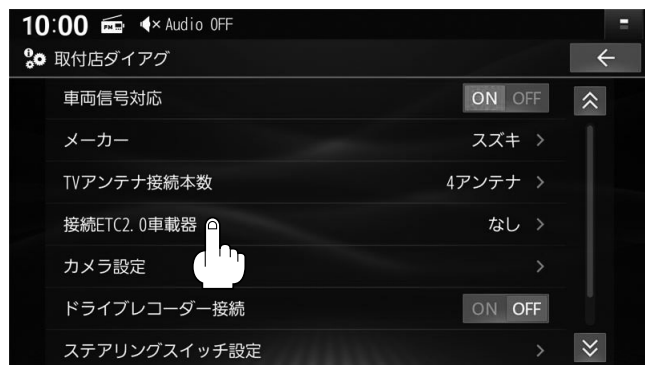 10:00 FM Audio OFF
取付店ダイアグ
車両信号対応 ON OFF
メーカー スズキ
TVアンテナ接続本数 4アンテナ
接続ETC2.0車載器 なし
カメラ設定
ドライブレコーダー接続 ON OFF
ステアリングスイッチ設定